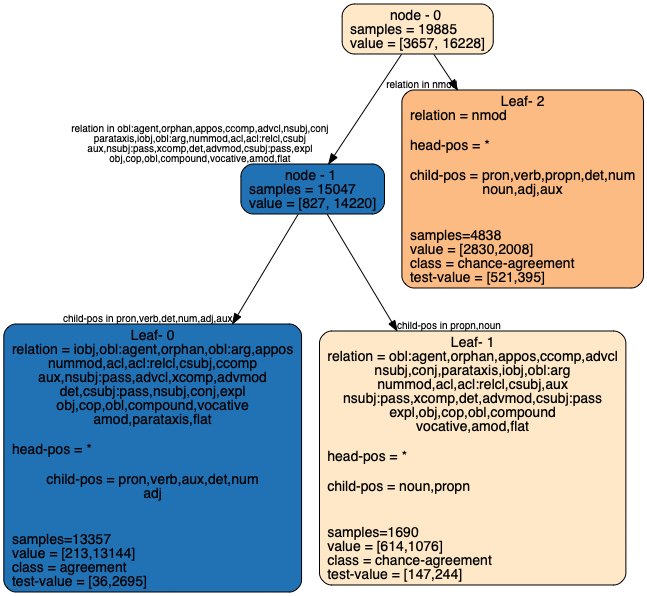 node - 0
samples = 19885
value = [3657, 16228]
relation in nmod
Leaf- 2
relation = nmod
head-pos = *
child-pos = pron,verb,propn,det,num
noun,adj,aux
samples=4838
value = [2830,2008]
class = chance-agreement
test-value = [521,395]
relation in obl:agent,orphan,appos,ccomp,advcl,nsubj,conj
parataxis,iobj,obl:arg,nummod,acl,acl:relcl,csubj
aux,nsubj:pass,xcomp,det,advmod,csubj:pass,expl
obj,cop,obl,compound,vocative,amod,flat
node - 1
samples = 15047
value = [827, 14220]
child-pos in pron,verb,det,num,adj,aux
Leaf- 0
relation = iobj,obl:agent,orphan,obl:arg,appos
nummod,acl,acl:relcl,csubj,ccomp
aux,nsubj:pass,advcl,xcomp,advmod
det,csubj:pass,nsubj,conj,expl
obj,cop,obl,compound,vocative
amod,parataxis,flat
head-pos = *
child-pos = pron,verb,aux,det,num
adj
samples=13357
value = [213,13144]
class = agreement
test-value = [36,2695]
child-pos in propn,noun
Leaf- 1
relation = obl:agent,orphan,appos,ccomp,advcl
nsubj,conj,parataxis,iobj,obl:arg
nummod,acl,acl:relcl,csubj,aux
nsubj:pass,xcomp,det,advmod,csubj:pass
expl,obj,cop,obl,compound
vocative,amod,flat
head-pos = *
child-pos = noun,propn
samples=1690
value = [614,1076]
class = chance-agreement
test-value = [147,244]